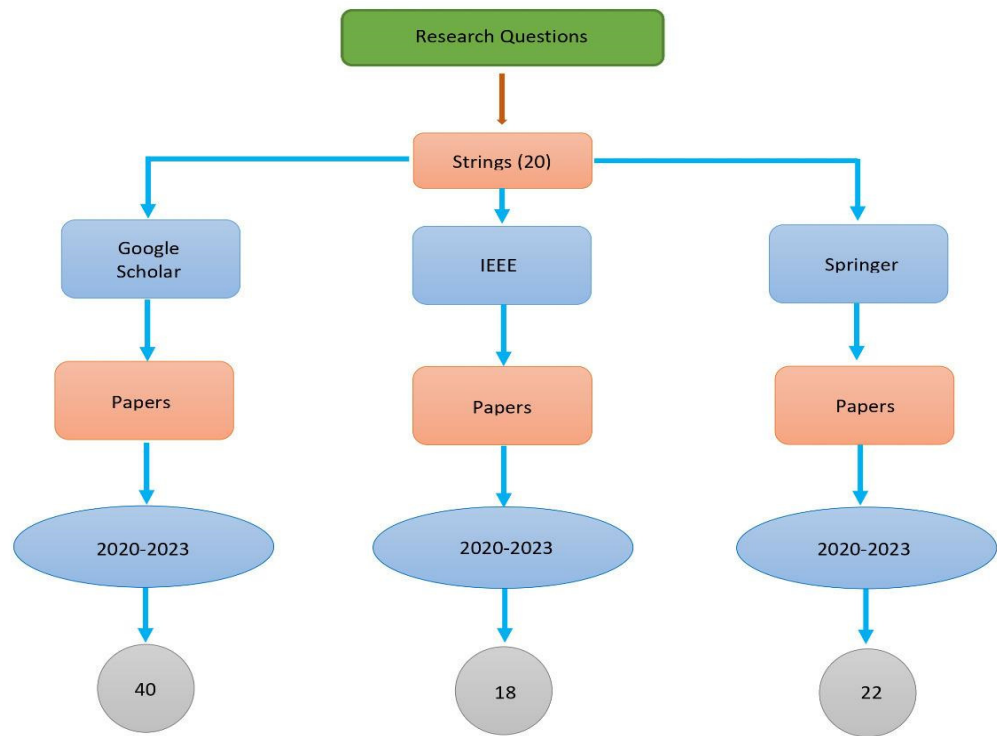 Research Questions
Strings (20)
Google
Scholar
IEEE
Springer
Papers
Papers
Papers
2020-2023
2020-2023
2020-2023
40
18
22